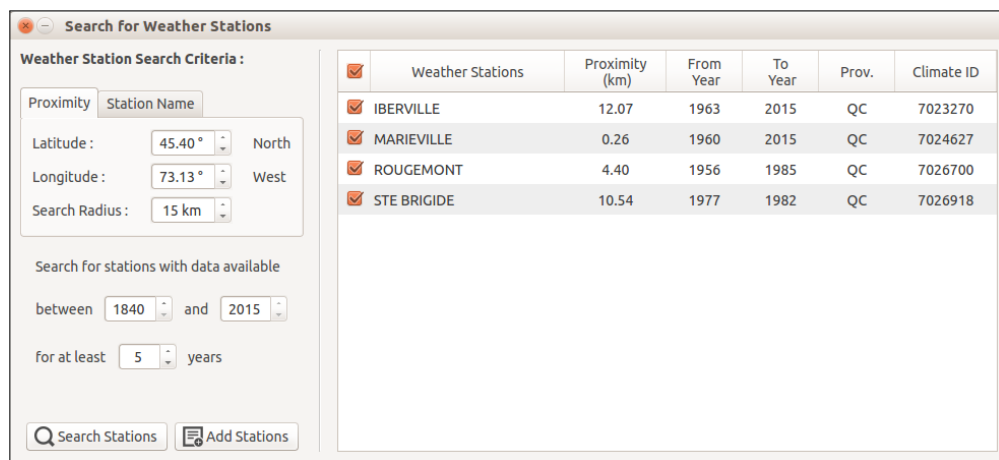 Search for Weather Stations
Weather Station Search Criteria :
Proximity Station Name
Latitude : 45.40 ° North
Longitude : 73.13 ° West
Search Radius : 15 km
Search for stations with data available
between 1840 and 2015
for at least 5 years
Search Stations Add Stations
Weather Stations Proximity (km) From Year To Year Prov. Climate ID
IBERVILLE 12.07 1963 2015 QC 7023270
MARIEVILLE 0.26 1960 2015 QC 7024627
ROUGEMONT 4.40 1956 1985 QC 7026700
STE BRIGIDE 10.54 1977 1982 QC 7026918